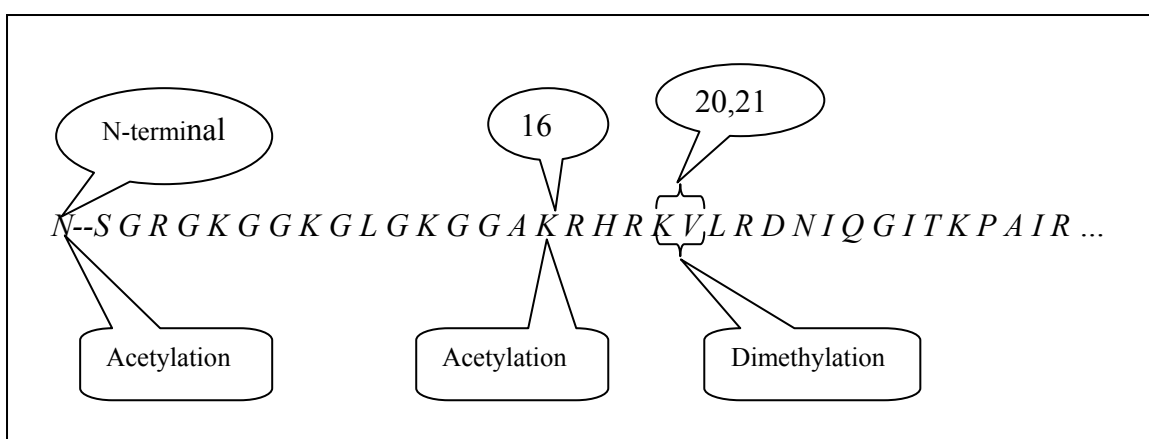 20,21
N-terminal
16
N--S G R G K G G K G L G K G G A K R H R K V L R D N I Q G I T K P A I R ...
Acetylation
Acetylation
Dimethylation